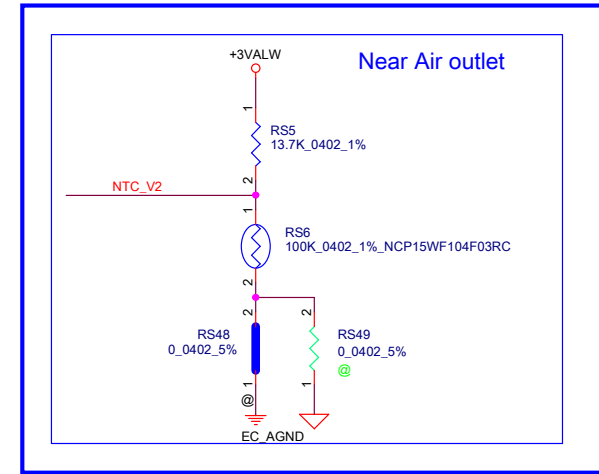 +3VALW
Near Air outlet
1
RS5
13.7K_0402_1%
2
NTC_V2
1
RS6
100K_0402_1%_NCP15WF104F03RC
2
2
2
RS48
0_0402_5%
RS49
0_0402_5%
@
1
1
@
EC_AGND